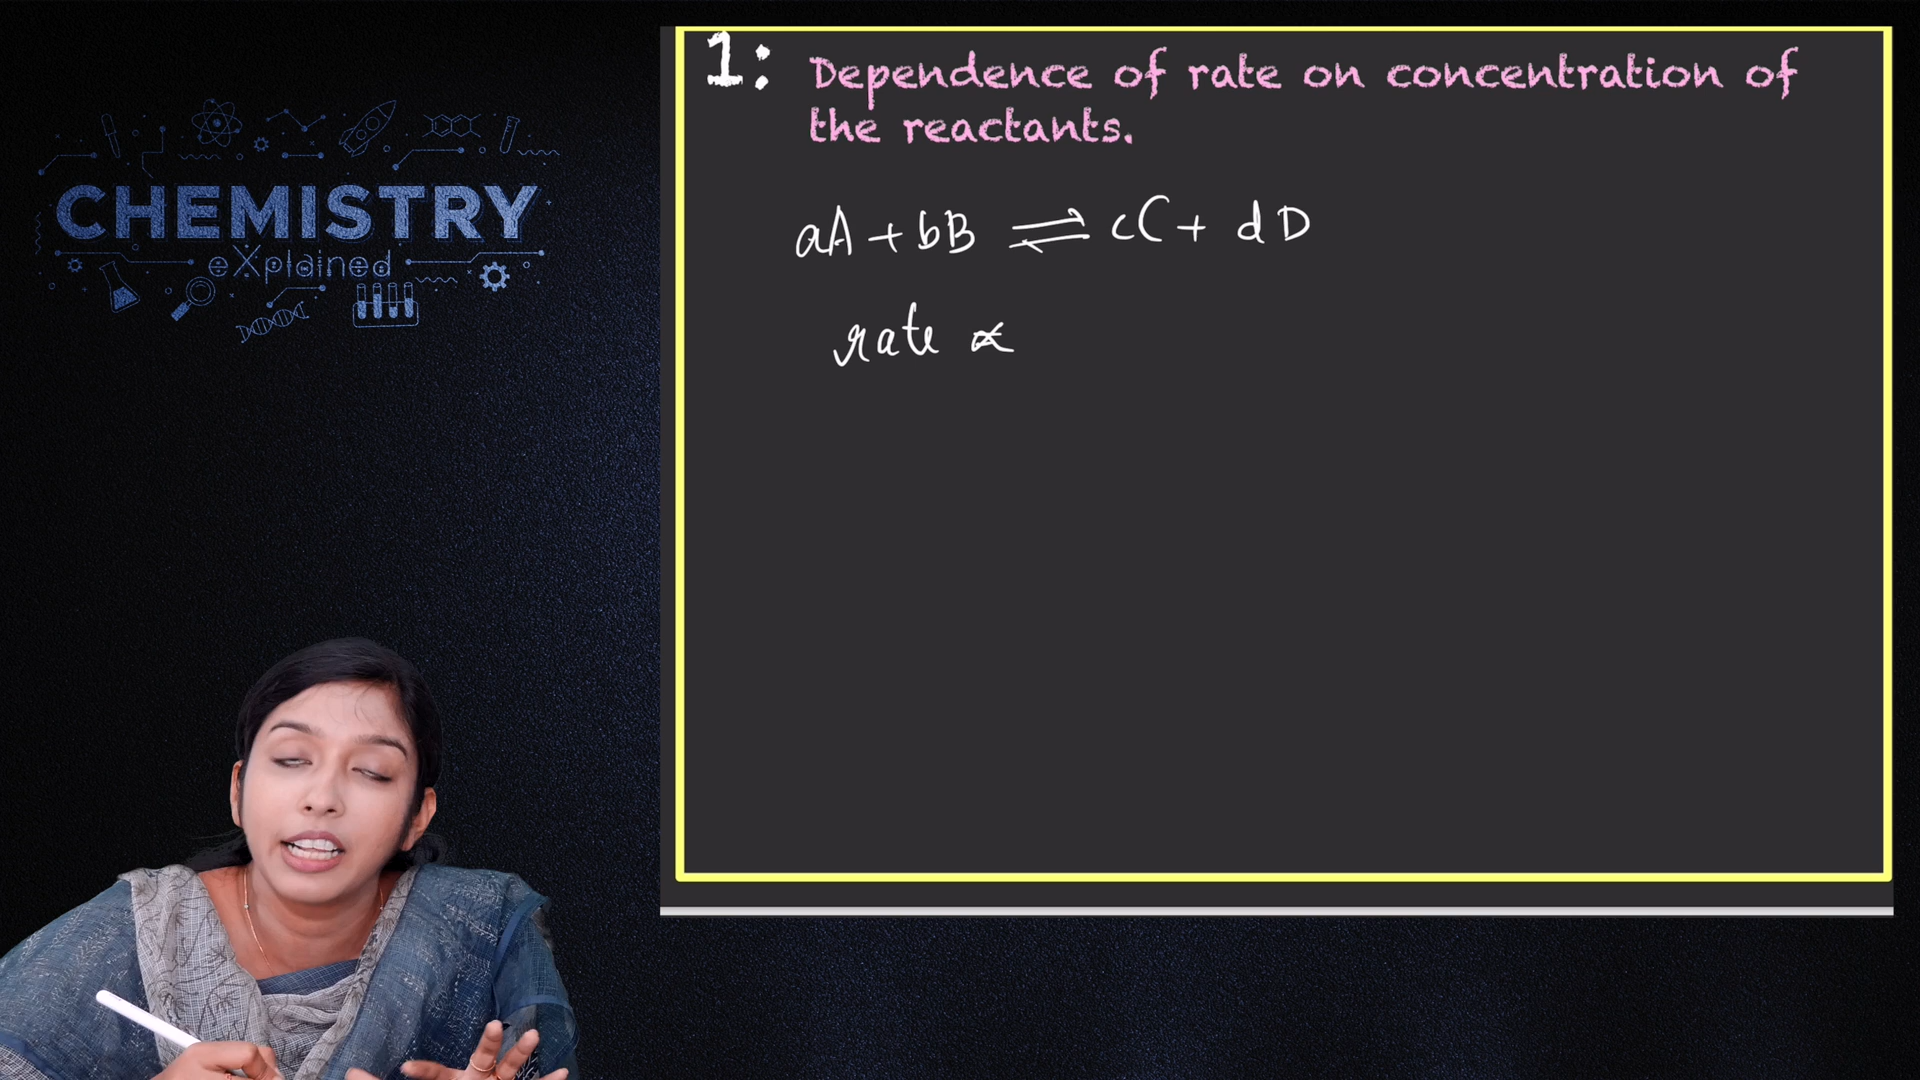 CHEMISTRY
eXplained
1: Dependence of rate on concentration of
the reactants.
aA + bB ⇌ cC + dD
rate ∝